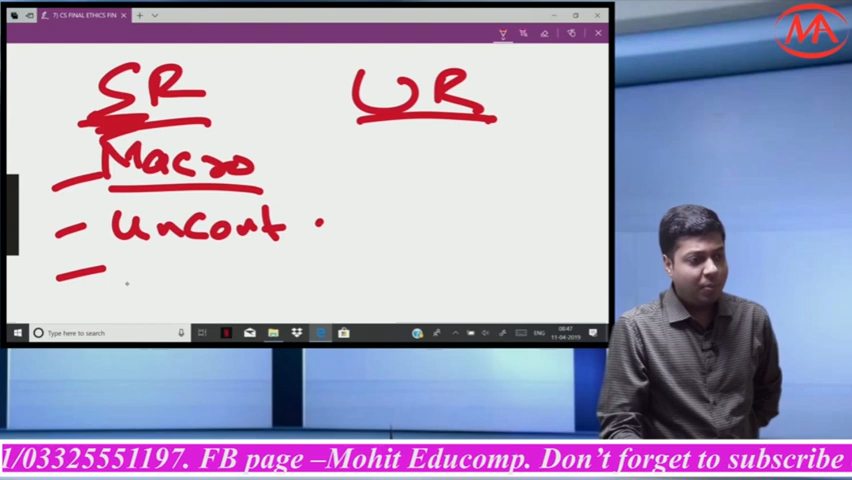 7) CS FINAL ETHICS FIN
MA
SR UR
Macro
- Uncont.
-
Type here to search
ENG
08:47
11-04-2019
1/03325551197. FB page –Mohit Educomp. Don't forget to subscribe